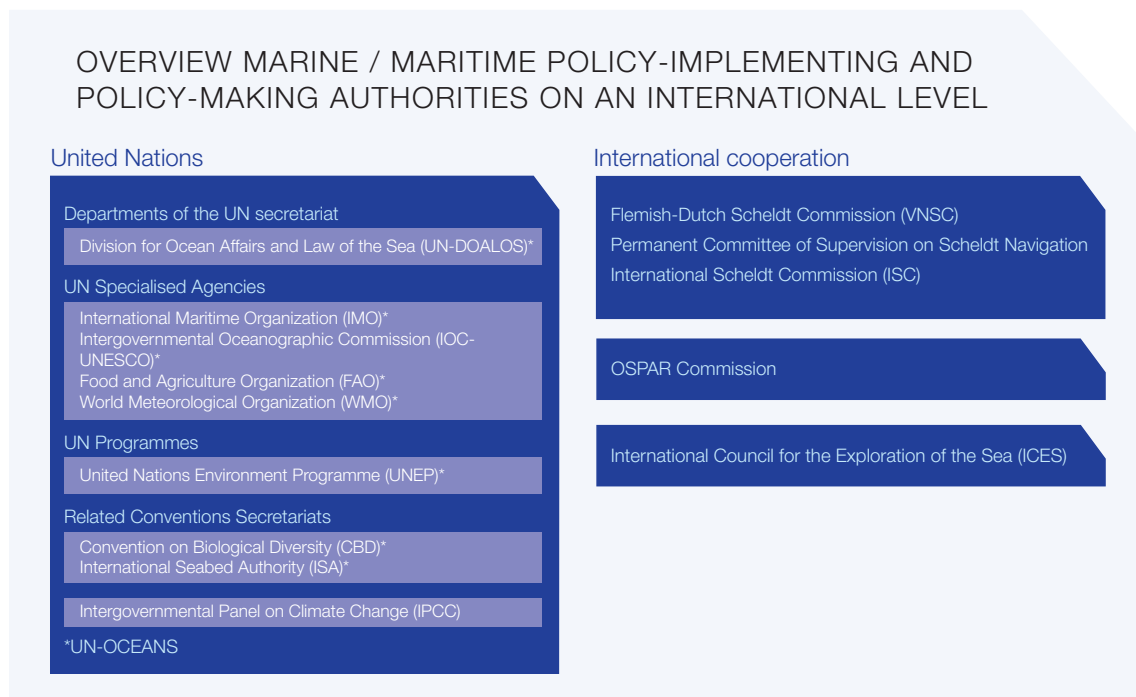 OVERVIEW MARINE / MARITIME POLICY-IMPLEMENTING AND
POLICY-MAKING AUTHORITIES ON AN INTERNATIONAL LEVEL
United Nations
Departments of the UN secretariat
Division for Ocean Affairs and Law of the Sea (UN-DOALOS)*
UN Specialised Agencies
International Maritime Organization (IMO)*
Intergovernmental Oceanographic Commission (IOC-
UNESCO)*
Food and Agriculture Organization (FAO)*
World Meteorological Organization (WMO)*
UN Programmes
United Nations Environment Programme (UNEP)*
Related Conventions Secretariats
Convention on Biological Diversity (CBD)*
International Seabed Authority (ISA)*
Intergovernmental Panel on Climate Change (IPCC)
*UN-OCEANS
International cooperation
Flemish-Dutch Scheldt Commission (VNSC)
Permanent Committee of Supervision on Scheldt Navigation
International Scheldt Commission (ISC)
OSPAR Commission
International Council for the Exploration of the Sea (ICES)